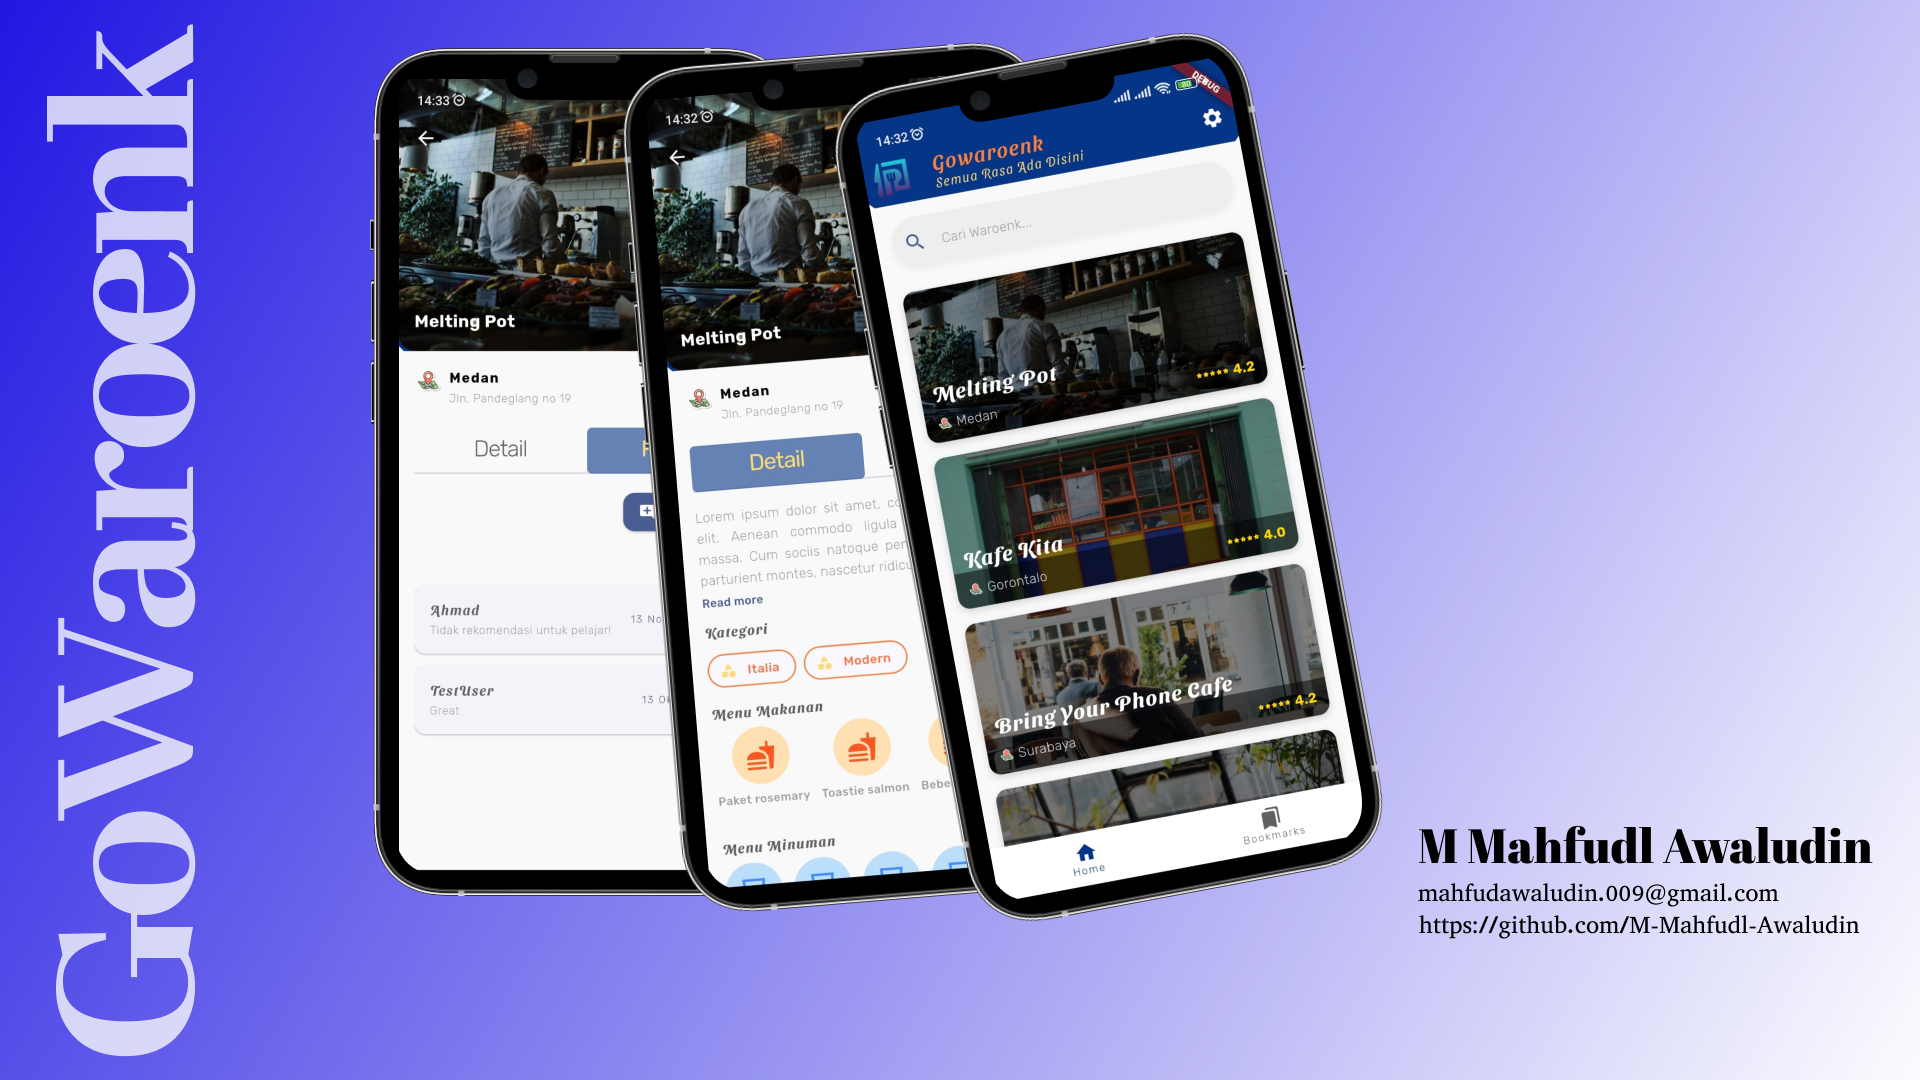 GoWaroenk
14:33
Melting Pot
Medan
Jln. Pandeglang no 19
Detail
Ahmad
Tidak rekomendasi untuk pelajar!
13 No
TestUser
Great
13 Ok
14:32
Melting Pot
Medan
Jln. Pandeglang no 19
Detail
Lorem ipsum dolor sit amet, co
elit. Aenean commodo ligula
massa. Cum sociis natoque pen
parturient montes, nascetur ridicu
Read more
Kategori
Italia
Modern
Menu Makanan
Paket rosemary
Toastie salmon
Bebe
Menu Minuman
14:32
80
DEBUG
Gowaroenk
Semua Rasa Ada Disini
Cari Waroenk...
Melting Pot
4.2
Medan
Kafe Kita
4.0
Gorontalo
Bring Your Phone Cafe
4.2
Surabaya
Home
Bookmarks
M Mahfudl Awaludin
mahfudawaludin.009@gmail.com
https://github.com/M-Mahfudl-Awaludin